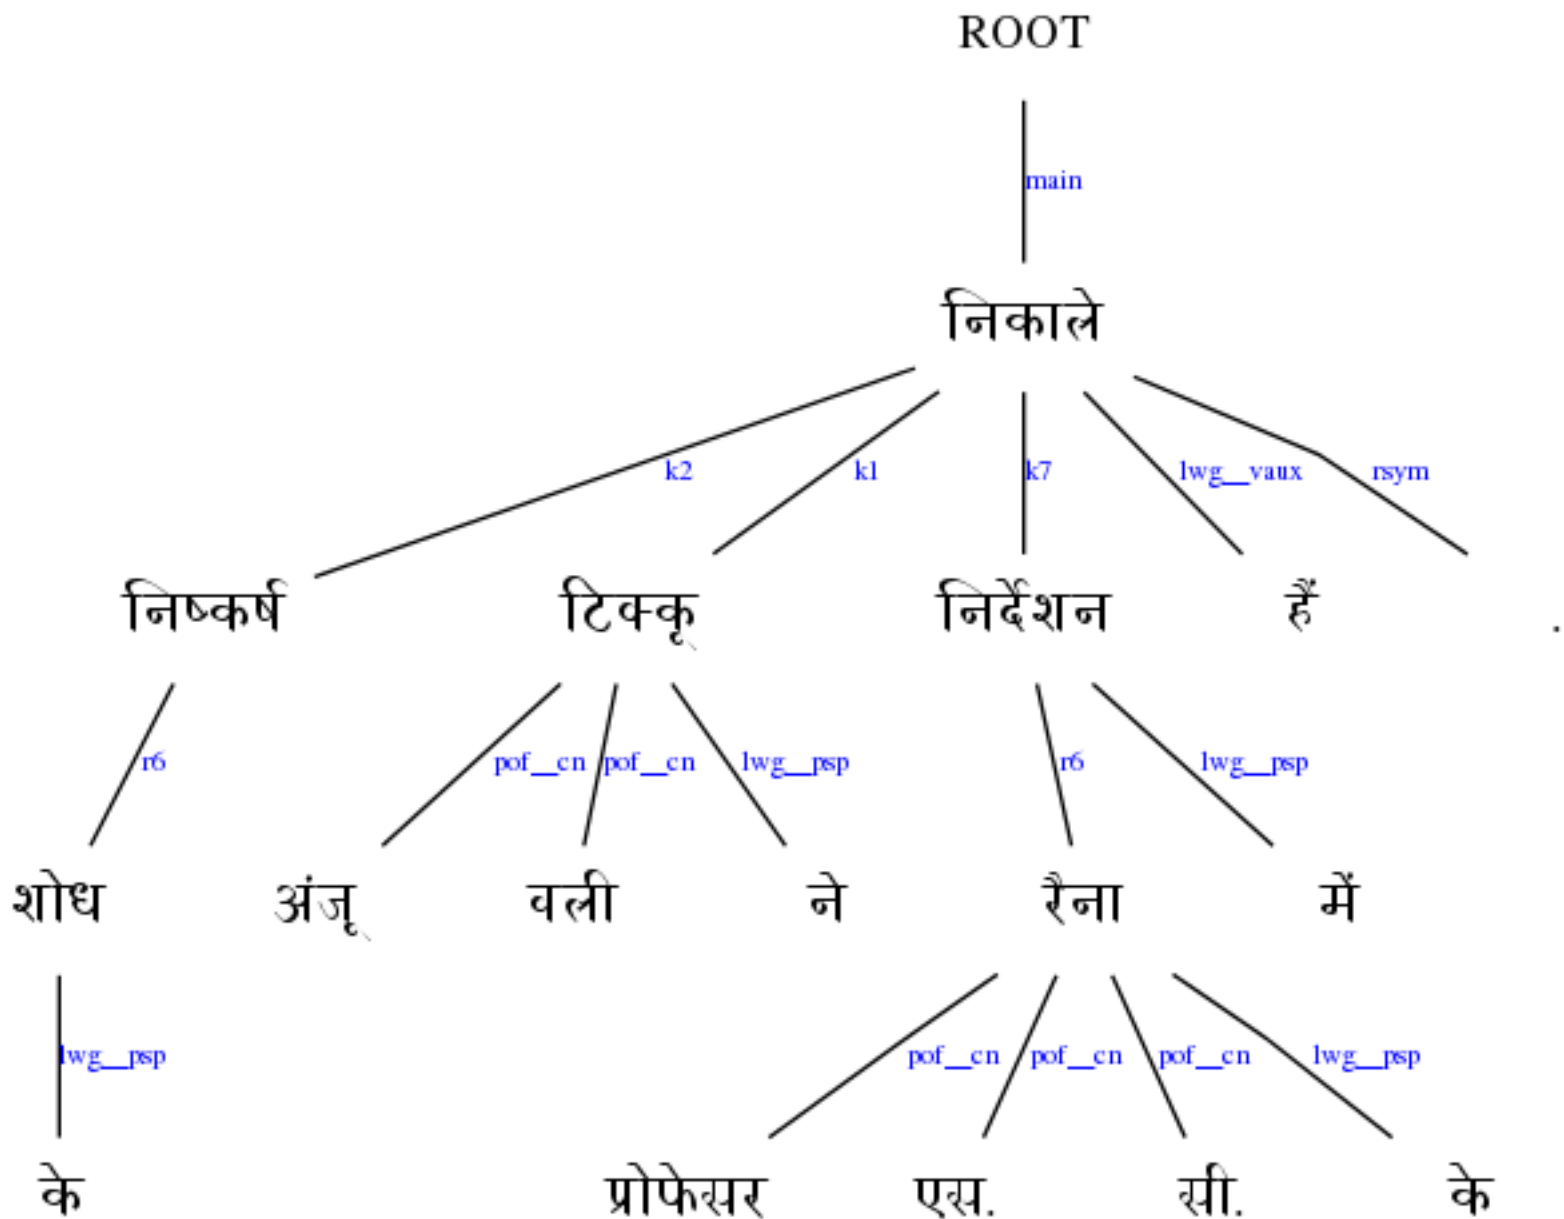 ROOT
main
निकाले
k2 k1 k7 lwg__vaux rsym
निष्कर्ष टिक्कू निर्देशन हैं .
r6 pof__cn pof__cn lwg__psp r6 lwg__psp
शोध अंजू वली ने रैना में
lwg__psp pof__cn pof__cn pof__cn lwg__psp
के प्रोफेसर एस. सी. के